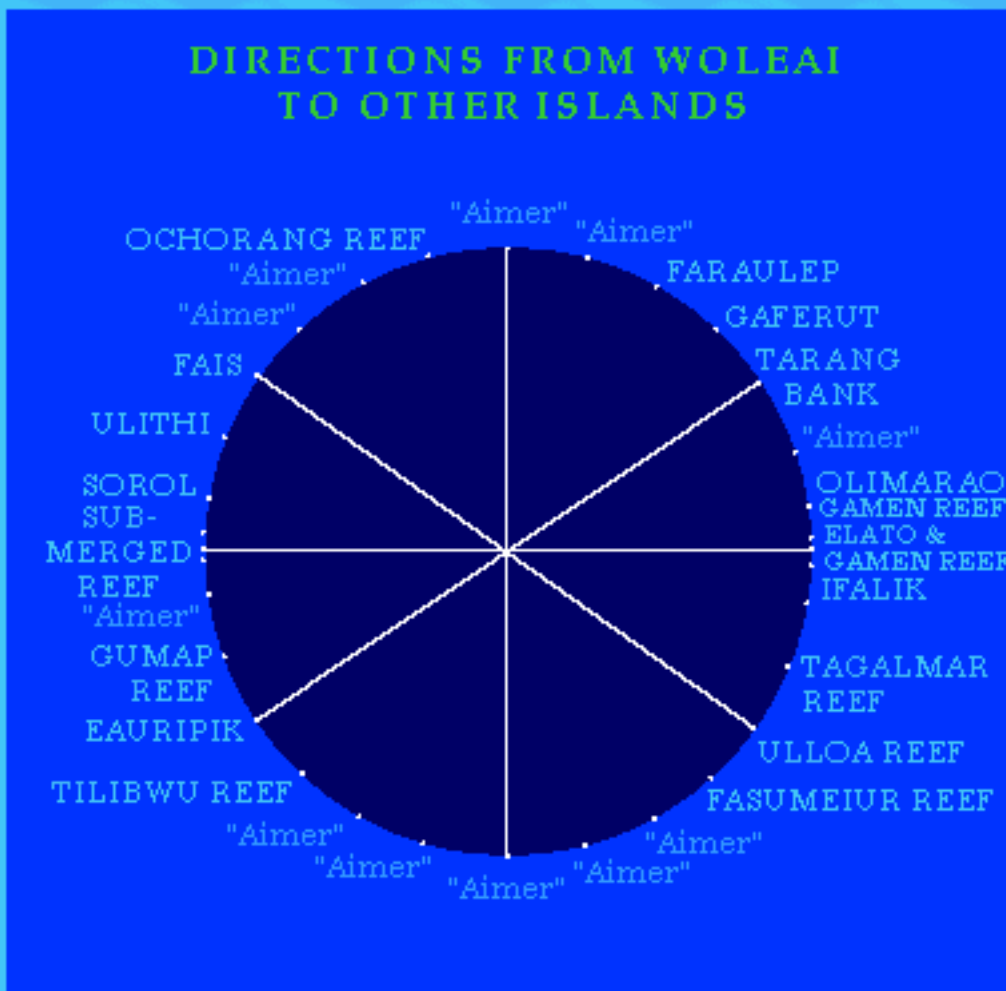 DIRECTIONS FROM WOLEAI
TO OTHER ISLANDS
"Aimer"
"Aimer"
FARAULEP
GAFERUT
TARANG
BANK
"Aimer"
OLIMARAO
GAMEN REEF
ELATO &
GAMEN REEF
IFALIK
TAGALMAR
REEF
ULLOA REEF
FASUMEIUR REEF
"Aimer"
"Aimer"
"Aimer"
"Aimer"
"Aimer"
TILIBWU REEF
EAURIPIK
GUMAP
REEF
"Aimer"
SUB-
MERGED
REEF
SOROL
ULITHI
FAIS
"Aimer"
"Aimer"
OCHORANG REEF